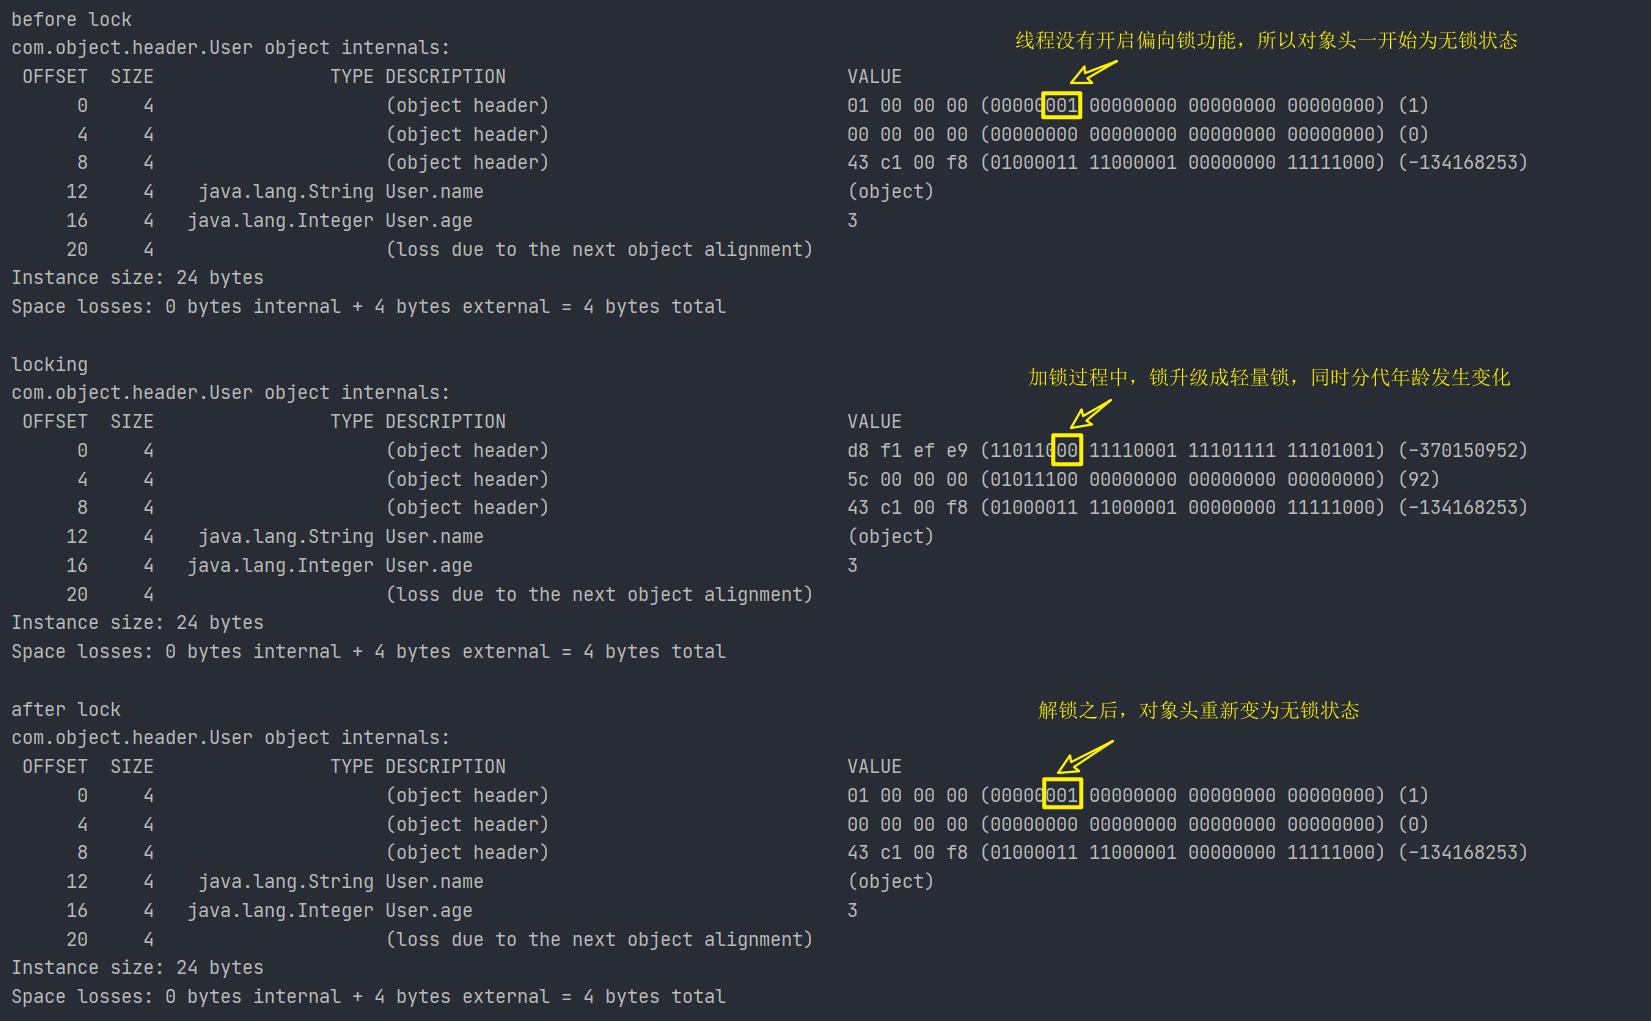 before lock
com.object.header.User object internals:
线程没有开启偏向锁功能，所以对象头一开始为无锁状态
OFFSET SIZE TYPE DESCRIPTION VALUE
0 4 (object header) 01 00 00 00 (00000001 00000000 00000000 00000000) (1)
4 4 (object header) 00 00 00 00 (00000000 00000000 00000000 00000000) (0)
8 4 (object header) 43 c1 00 f8 (01000011 11000001 00000000 11111000) (-134168253)
12 4 java.lang.String User.name (object)
16 4 java.lang.Integer User.age 3
20 4 (loss due to the next object alignment)
Instance size: 24 bytes
Space losses: 0 bytes internal + 4 bytes external = 4 bytes total
locking
加锁过程中，锁升级成轻量锁，同时分代年龄发生变化
com.object.header.User object internals:
OFFSET SIZE TYPE DESCRIPTION VALUE
0 4 (object header) d8 f1 ef e9 (11011000 11110001 11101111 11101001) (-370150952)
4 4 (object header) 5c 00 00 00 (01011100 00000000 00000000 00000000) (92)
8 4 (object header) 43 c1 00 f8 (01000011 11000001 00000000 11111000) (-134168253)
12 4 java.lang.String User.name (object)
16 4 java.lang.Integer User.age 3
20 4 (loss due to the next object alignment)
Instance size: 24 bytes
Space losses: 0 bytes internal + 4 bytes external = 4 bytes total
after lock
解锁之后，对象头重新变为无锁状态
com.object.header.User object internals:
OFFSET SIZE TYPE DESCRIPTION VALUE
0 4 (object header) 01 00 00 00 (00000001 00000000 00000000 00000000) (1)
4 4 (object header) 00 00 00 00 (00000000 00000000 00000000 00000000) (0)
8 4 (object header) 43 c1 00 f8 (01000011 11000001 00000000 11111000) (-134168253)
12 4 java.lang.String User.name (object)
16 4 java.lang.Integer User.age 3
20 4 (loss due to the next object alignment)
Instance size: 24 bytes
Space losses: 0 bytes internal + 4 bytes external = 4 bytes total